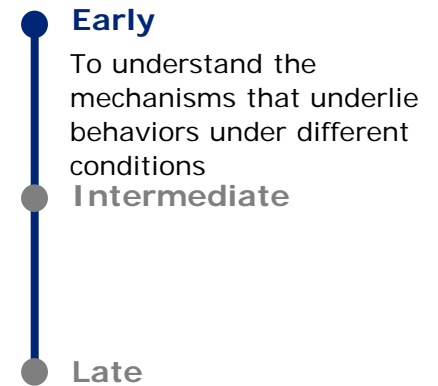 Early
To understand the
mechanisms that underlie
behaviors under different
conditions
Intermediate
Late